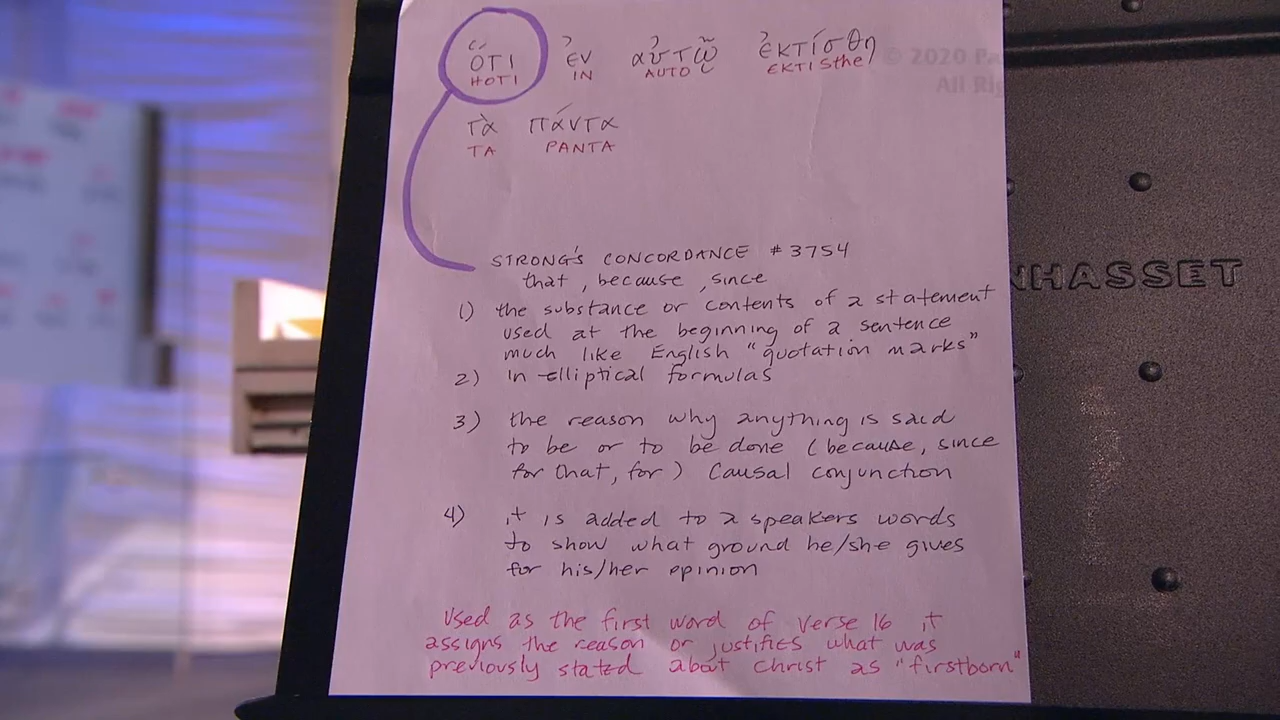 ὅτι ἐν αὐτῷ ἐκτίσθη
HOTI IN AUTO EKTISthe
τὰ πάντα
TA PANTA
STRONG'S CONCORDANCE #3754
that, because, since
1) the substance or contents of a statement
used at the beginning of a sentence
much like English "quotation marks"
2) in elliptical formulas
3) the reason why anything is said
to be or to be done (because, since
for that, for) Causal conjunction
4) it is added to a speakers words
to show what ground he/she gives
for his/her opinion
Used as the first word of verse 16 it
assigns the reason or justifies what was
previously stated about Christ as "firstborn"
© 2020
All
NHASSET